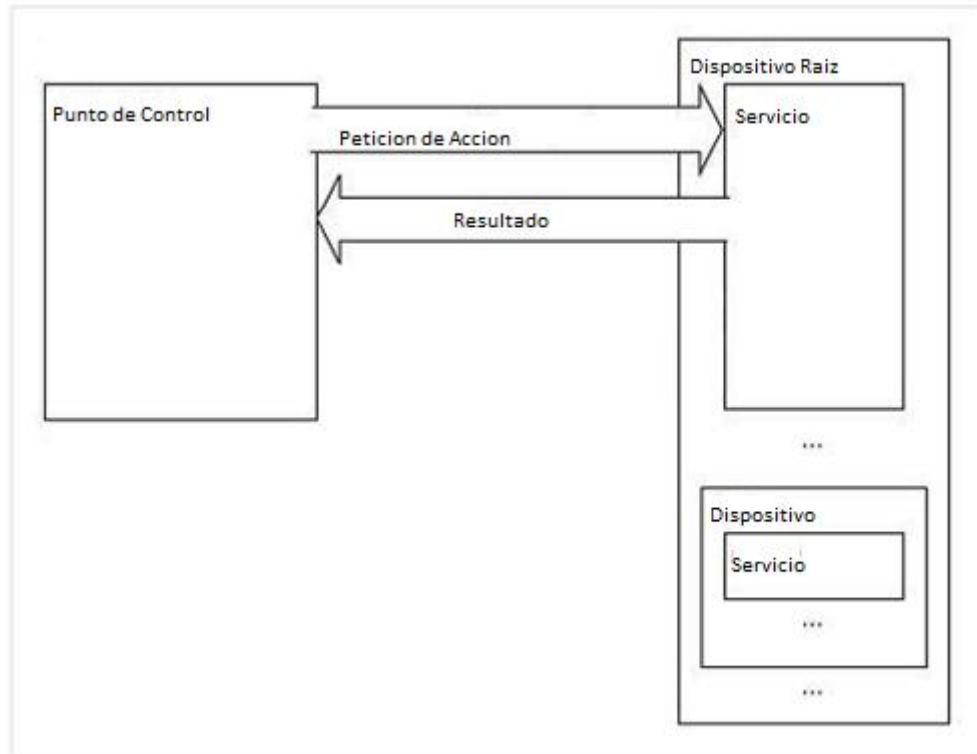 Dispositivo Raiz
Punto de Control
Servicio
Peticion de Accion
Resultado
...
Dispositivo
Servicio
...
...